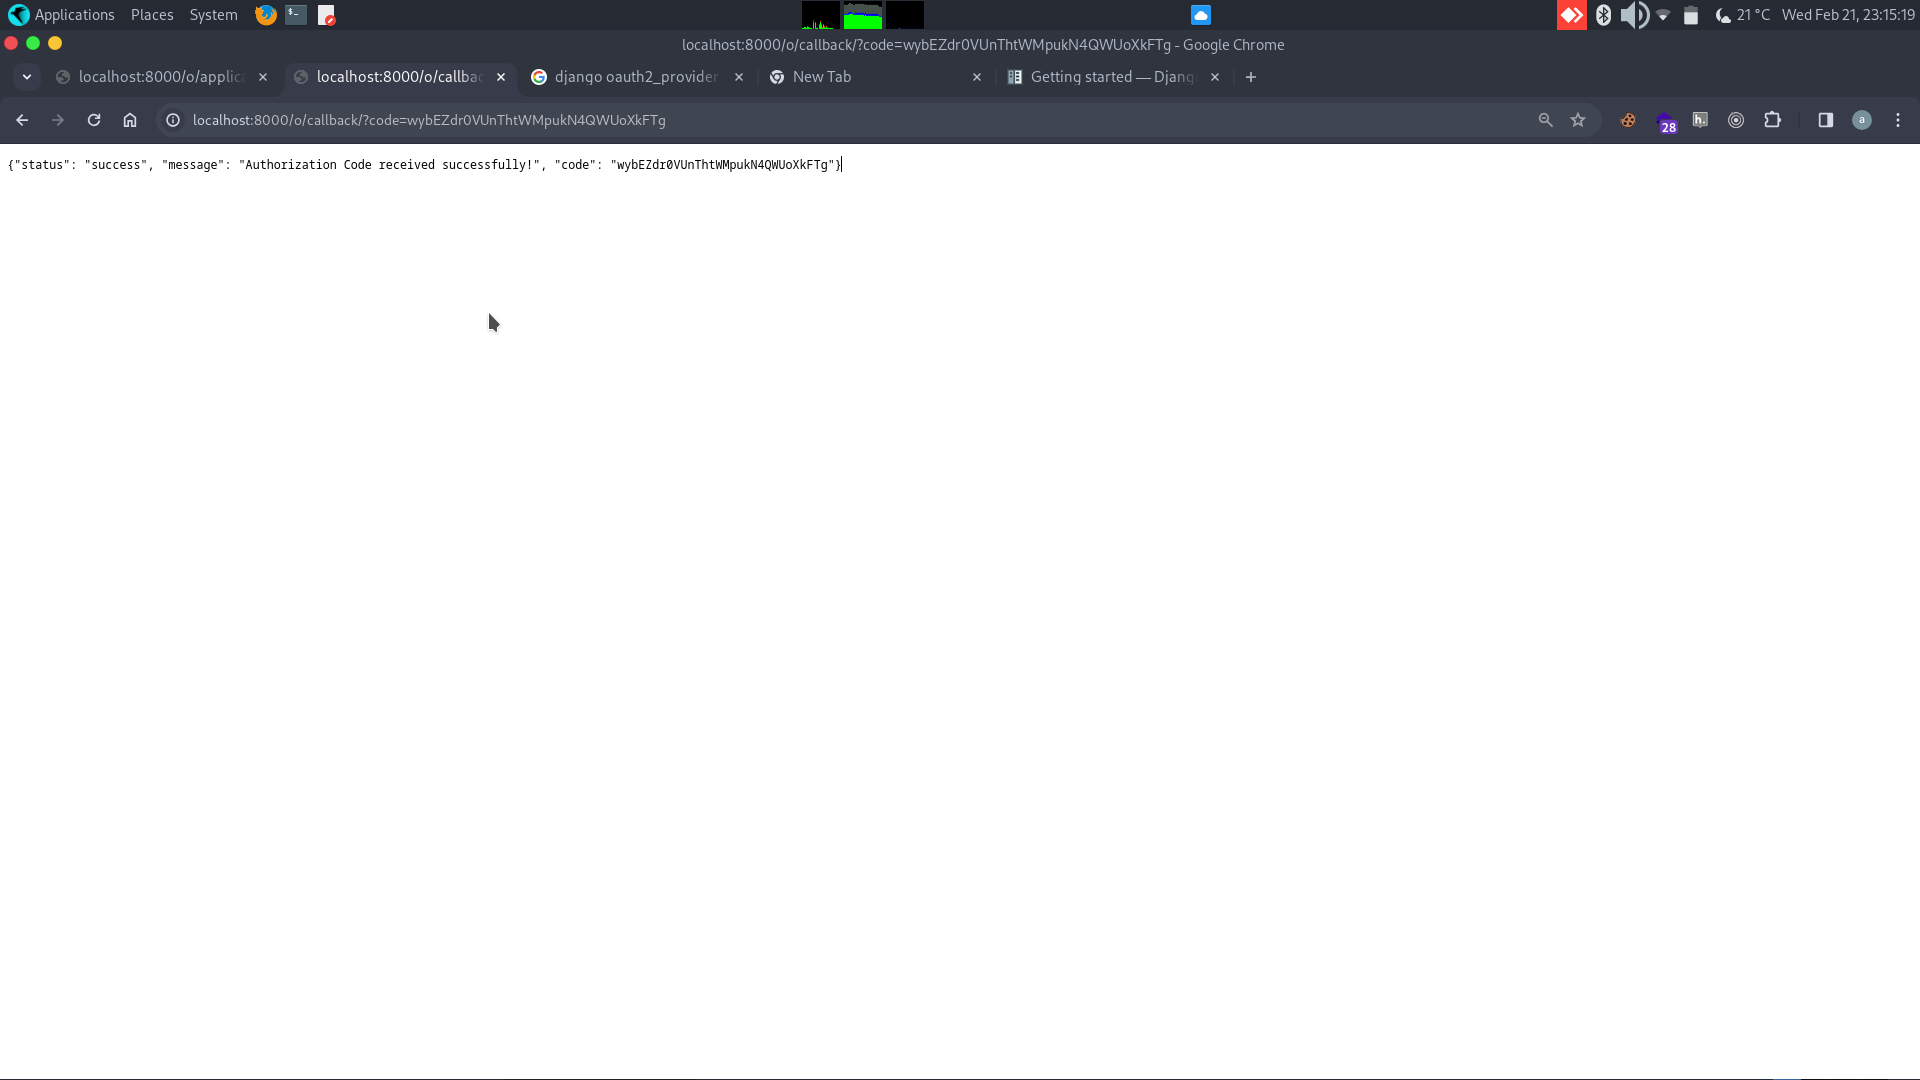 Applications Places System
21 °C Wed Feb 21, 23:15:19
localhost:8000/o/callback/?code=wybEZdr0VUnThtWMpukN4QWUoXkFTg - Google Chrome
localhost:8000/o/applica localhost:8000/o/callbac django oauth2_provider New Tab Getting started — Djang
localhost:8000/o/callback/?code=wybEZdr0VUnThtWMpukN4QWUoXkFTg
h. 28 a
{"status": "success", "message": "Authorization Code received successfully!", "code": "wybEZdr0VUnThtWMpukN4QWUoXkFTg"}